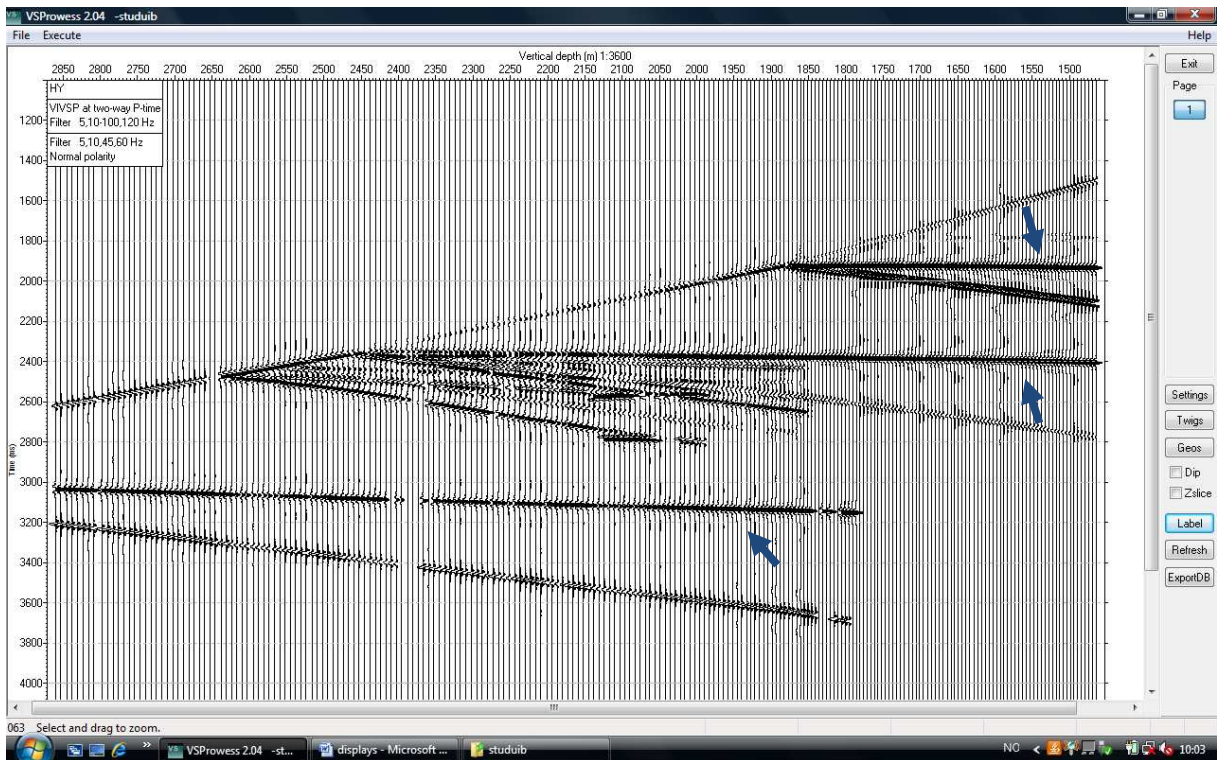 VSProwess 2.04 -studuib
File Execute Help
Vertical depth (m) 1:3600
2850 2800 2750 2700 2650 2600 2550 2500 2450 2400 2350 2300 2250 2200 2150 2100 2050 2000 1950 1900 1850 1800 1750 1700 1650 1600 1550 1500
HY
VIVSP at two-way P-time
Filter 5,10-100,120 Hz
Filter 5,10,45,60 Hz
Normal polarity
1200
1400
1600
1800
2000
2200
2400
2600
2800
3000
3200
3400
3600
3800
4000
Time (ms)
Exit
Page
1
Settings
Twigs
Geos
Dip
Zslice
Label
Refresh
ExportDB
063 Select and drag to zoom.
VSProwess 2.04 -st... displays - Microsoft ... studuib NO 10:03